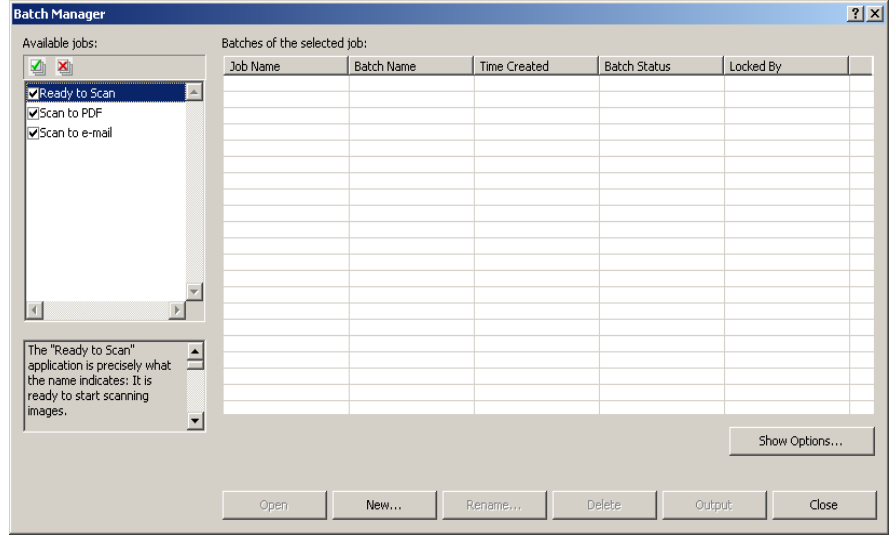 Batch Manager
Available jobs:
Batches of the selected job:
Job Name Batch Name Time Created Batch Status Locked By
Ready to Scan
Scan to PDF
Scan to e-mail
The "Ready to Scan"
application is precisely what
the name indicates: It is
ready to start scanning
images.
Show Options...
Open New... Rename... Delete Output Close